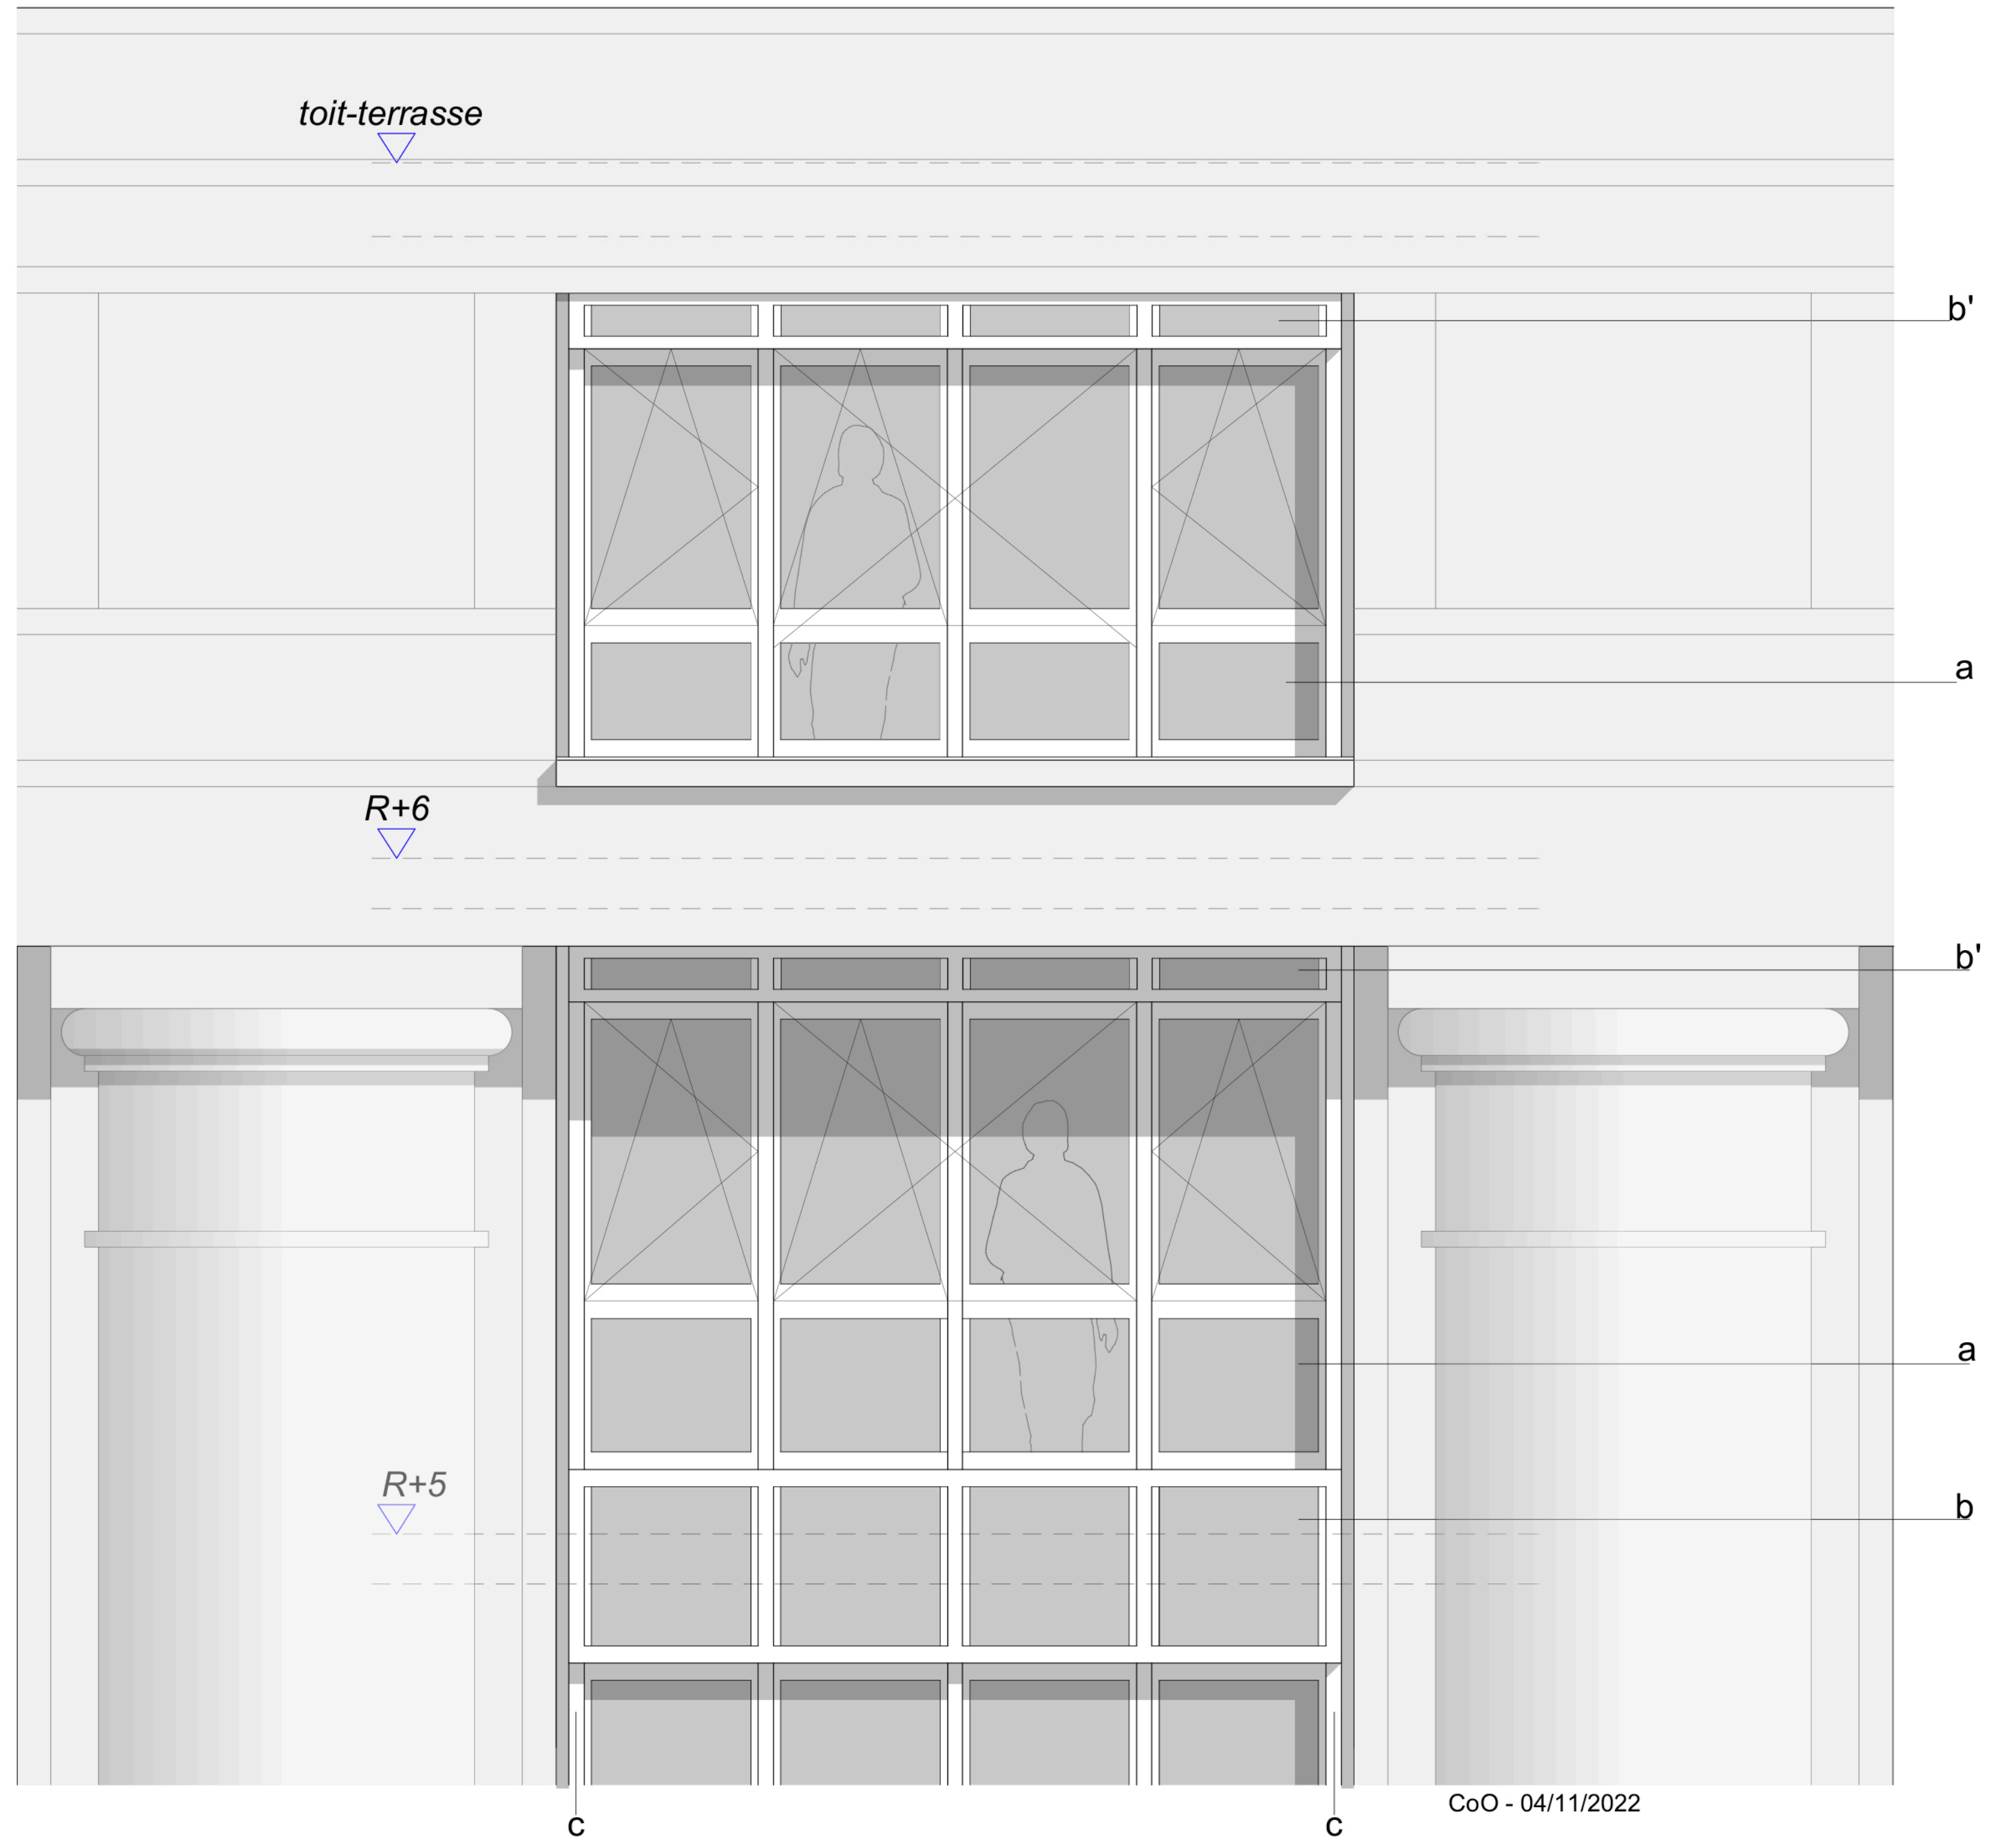 toit-terrasse
b'
a
R+6
b'
a
R+5
b
CoO - 04/11/2022
c
c